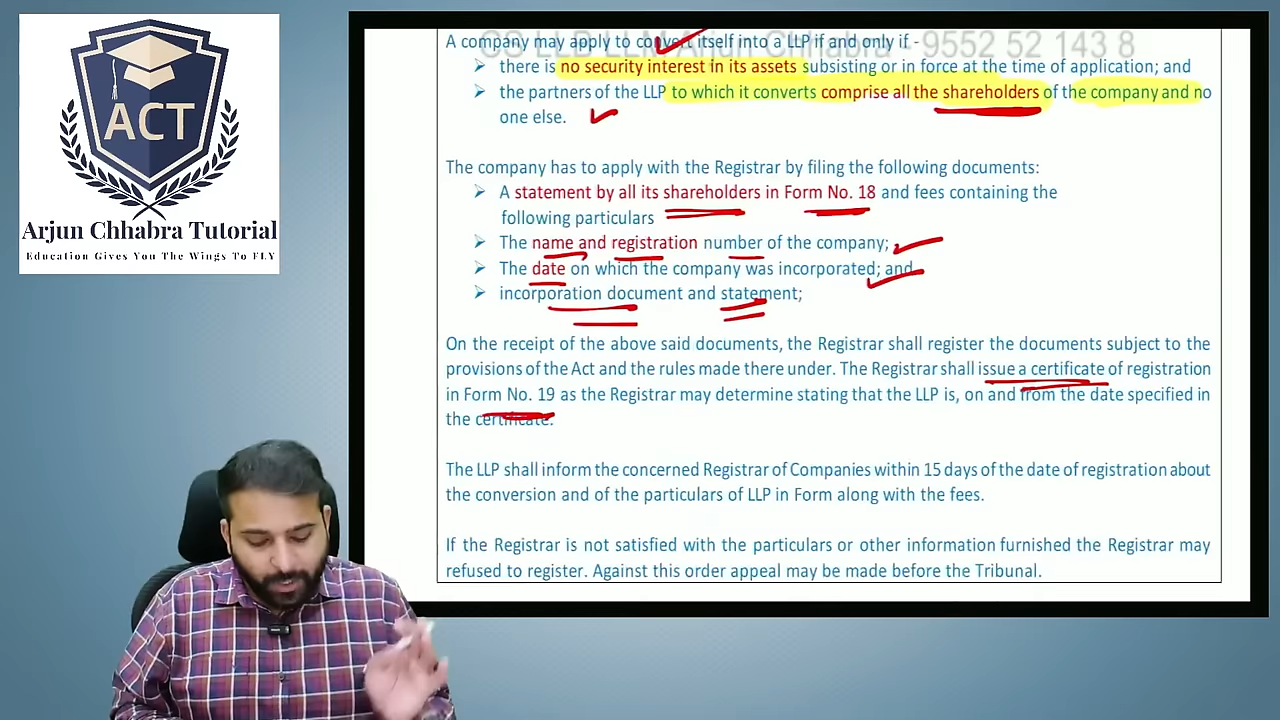 ACT
Arjun Chhabra Tutorial
Education Gives You The Wings To FLY
CS LLB LLM Arjun Chhabra - 9552 52 143 8
A company may apply to convert itself into a LLP if and only if -
➢ there is no security interest in its assets subsisting or in force at the time of application; and
➢ the partners of the LLP to which it converts comprise all the shareholders of the company and no
one else.
The company has to apply with the Registrar by filing the following documents:
➢ A statement by all its shareholders in Form No. 18 and fees containing the
following particulars
➢ The name and registration number of the company;
➢ The date on which the company was incorporated; and
➢ incorporation document and statement;
On the receipt of the above said documents, the Registrar shall register the documents subject to the
provisions of the Act and the rules made there under. The Registrar shall issue a certificate of registration
in Form No. 19 as the Registrar may determine stating that the LLP is, on and from the date specified in
the certificate.
The LLP shall inform the concerned Registrar of Companies within 15 days of the date of registration about
the conversion and of the particulars of LLP in Form along with the fees.
If the Registrar is not satisfied with the particulars or other information furnished the Registrar may
refused to register. Against this order appeal may be made before the Tribunal.